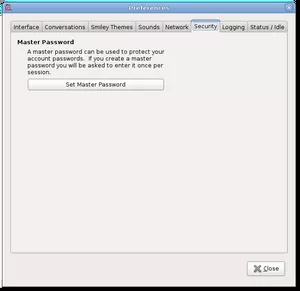 Preferences
Interface Conversations Smiley Themes Sounds Network Security Logging Status / Idle
Master Password
A master password can be used to protect your
account passwords. If you create a master
password you will be asked to enter it once per
session.
Set Master Password
Close